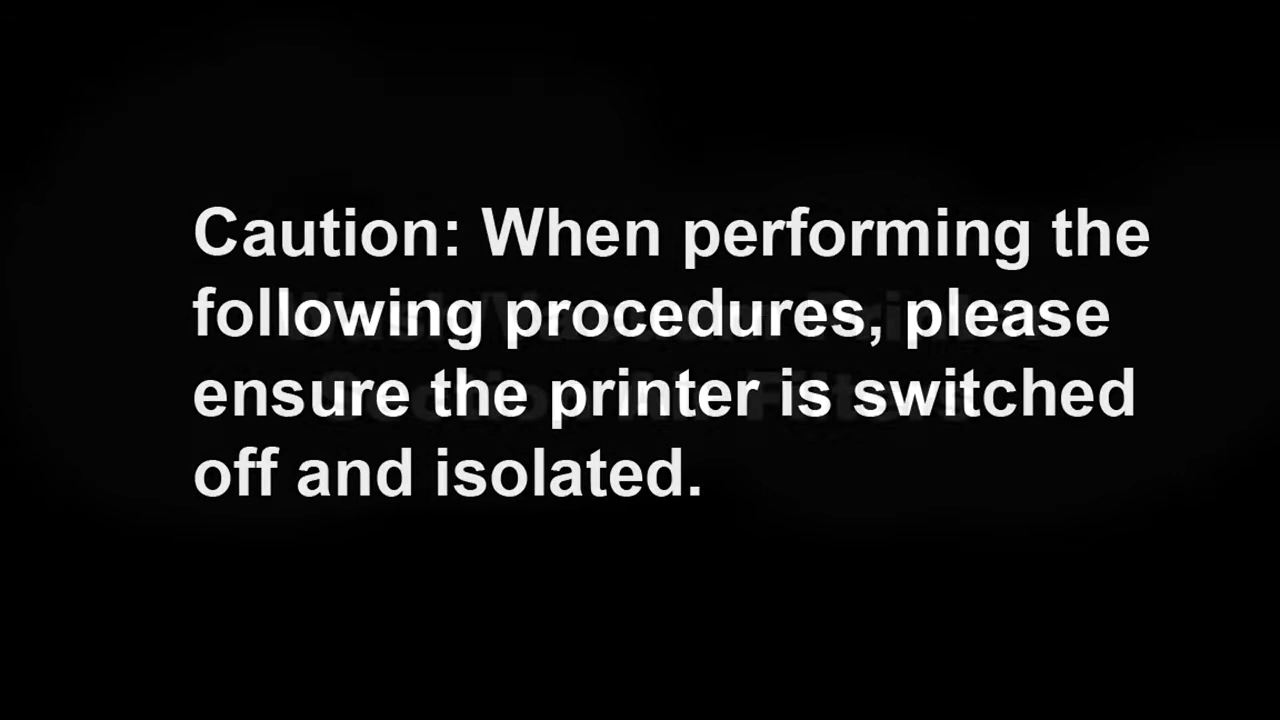 Caution: When performing the
following procedures, please
ensure the printer is switched
off and isolated.